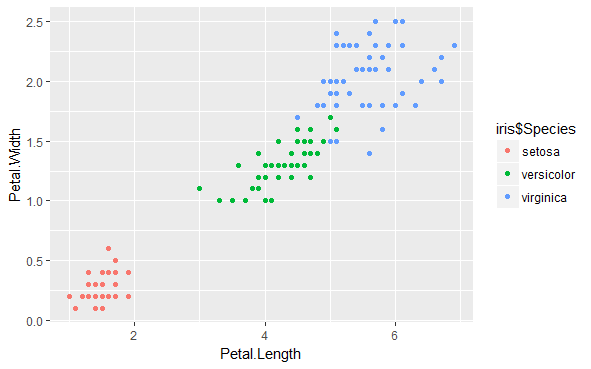 2.5
2.0
1.5
1.0
0.5
0.0
Petal.Width
2
4
6
Petal.Length
iris$Species
setosa
versicolor
virginica